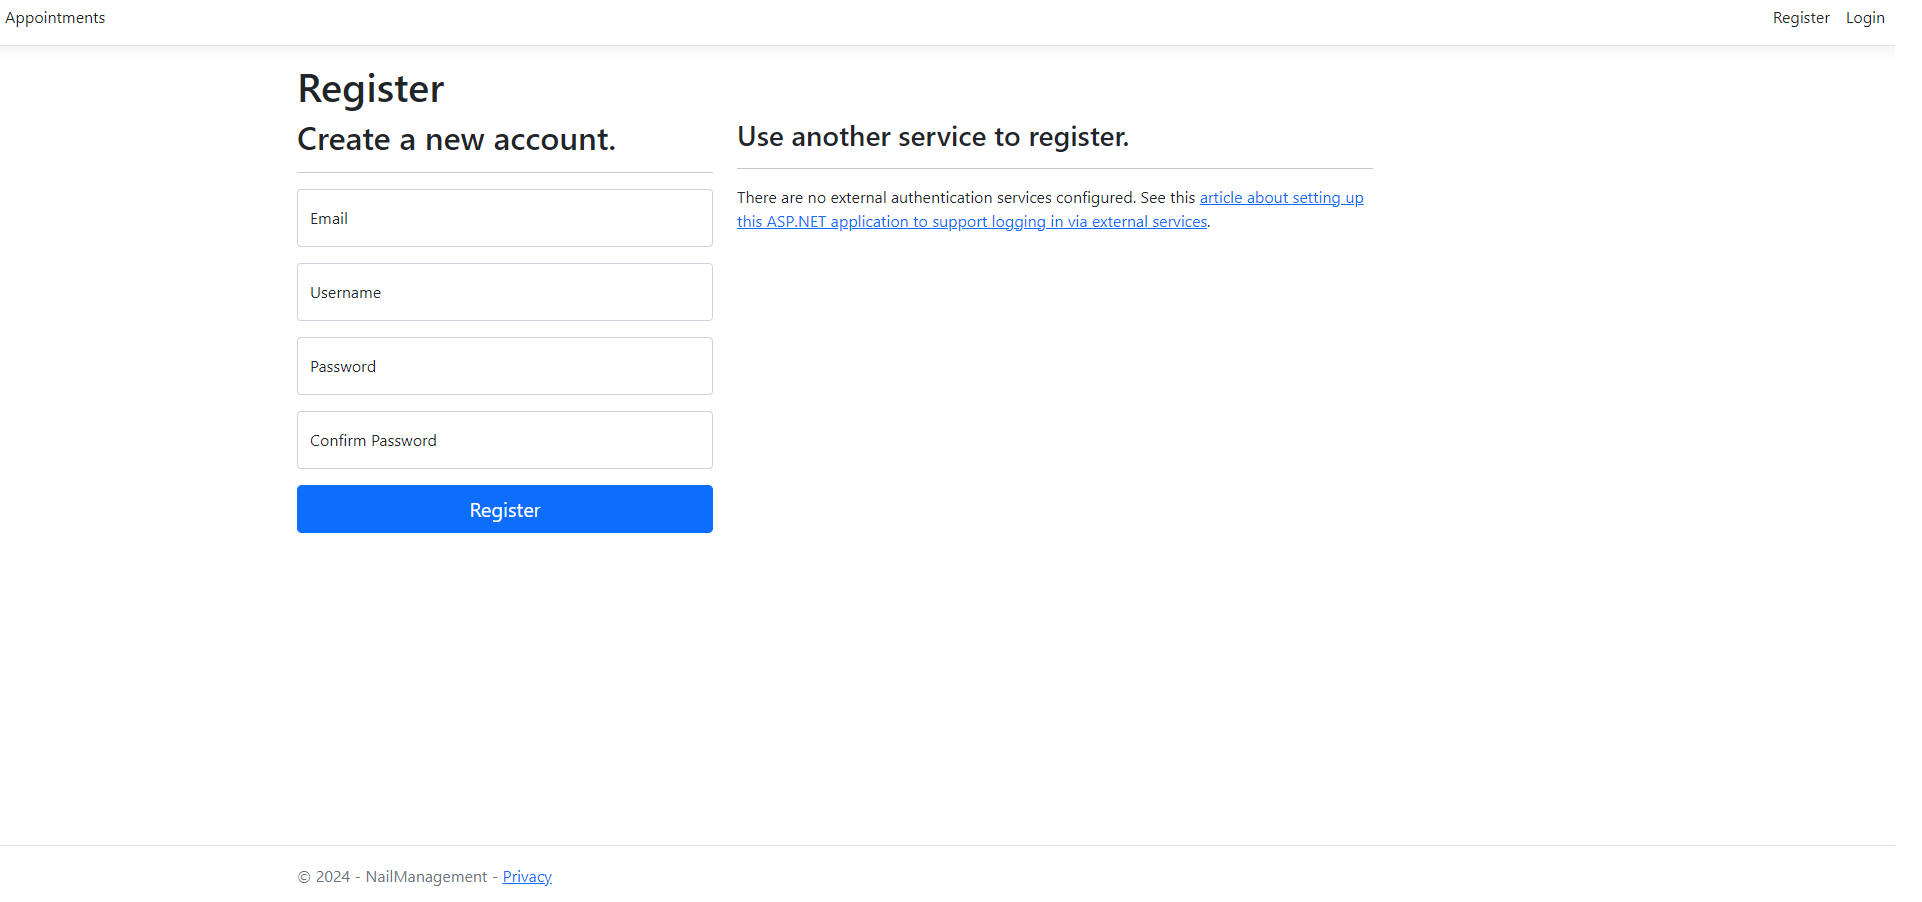 Appointments
Register Login
Register
Create a new account.
Email
Username
Password
Confirm Password
Register
Use another service to register.
There are no external authentication services configured. See this article about setting up
this ASP.NET application to support logging in via external services.
© 2024 - NailManagement - Privacy